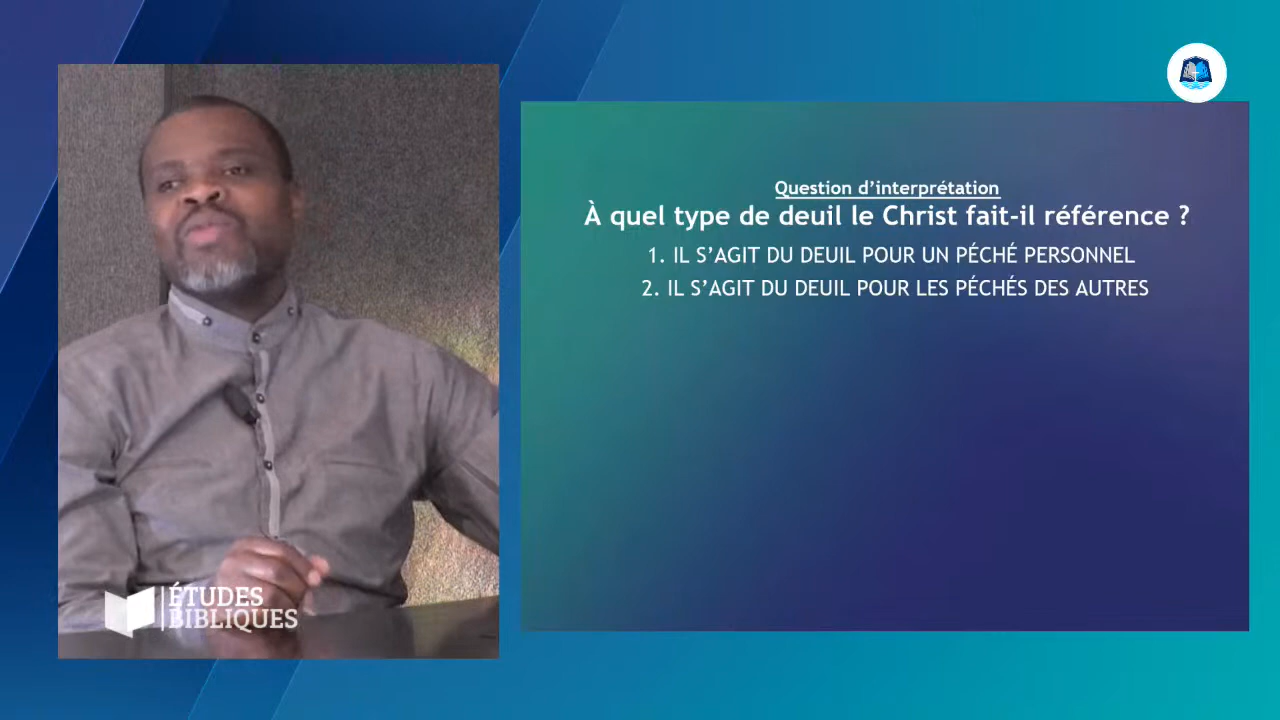 Question d’interprétation
À quel type de deuil le Christ fait-il référence ?
1. IL S’AGIT DU DEUIL POUR UN PÉCHÉ PERSONNEL
2. IL S’AGIT DU DEUIL POUR LES PÉCHÉS DES AUTRES
ÉTUDES
BIBLIQUES